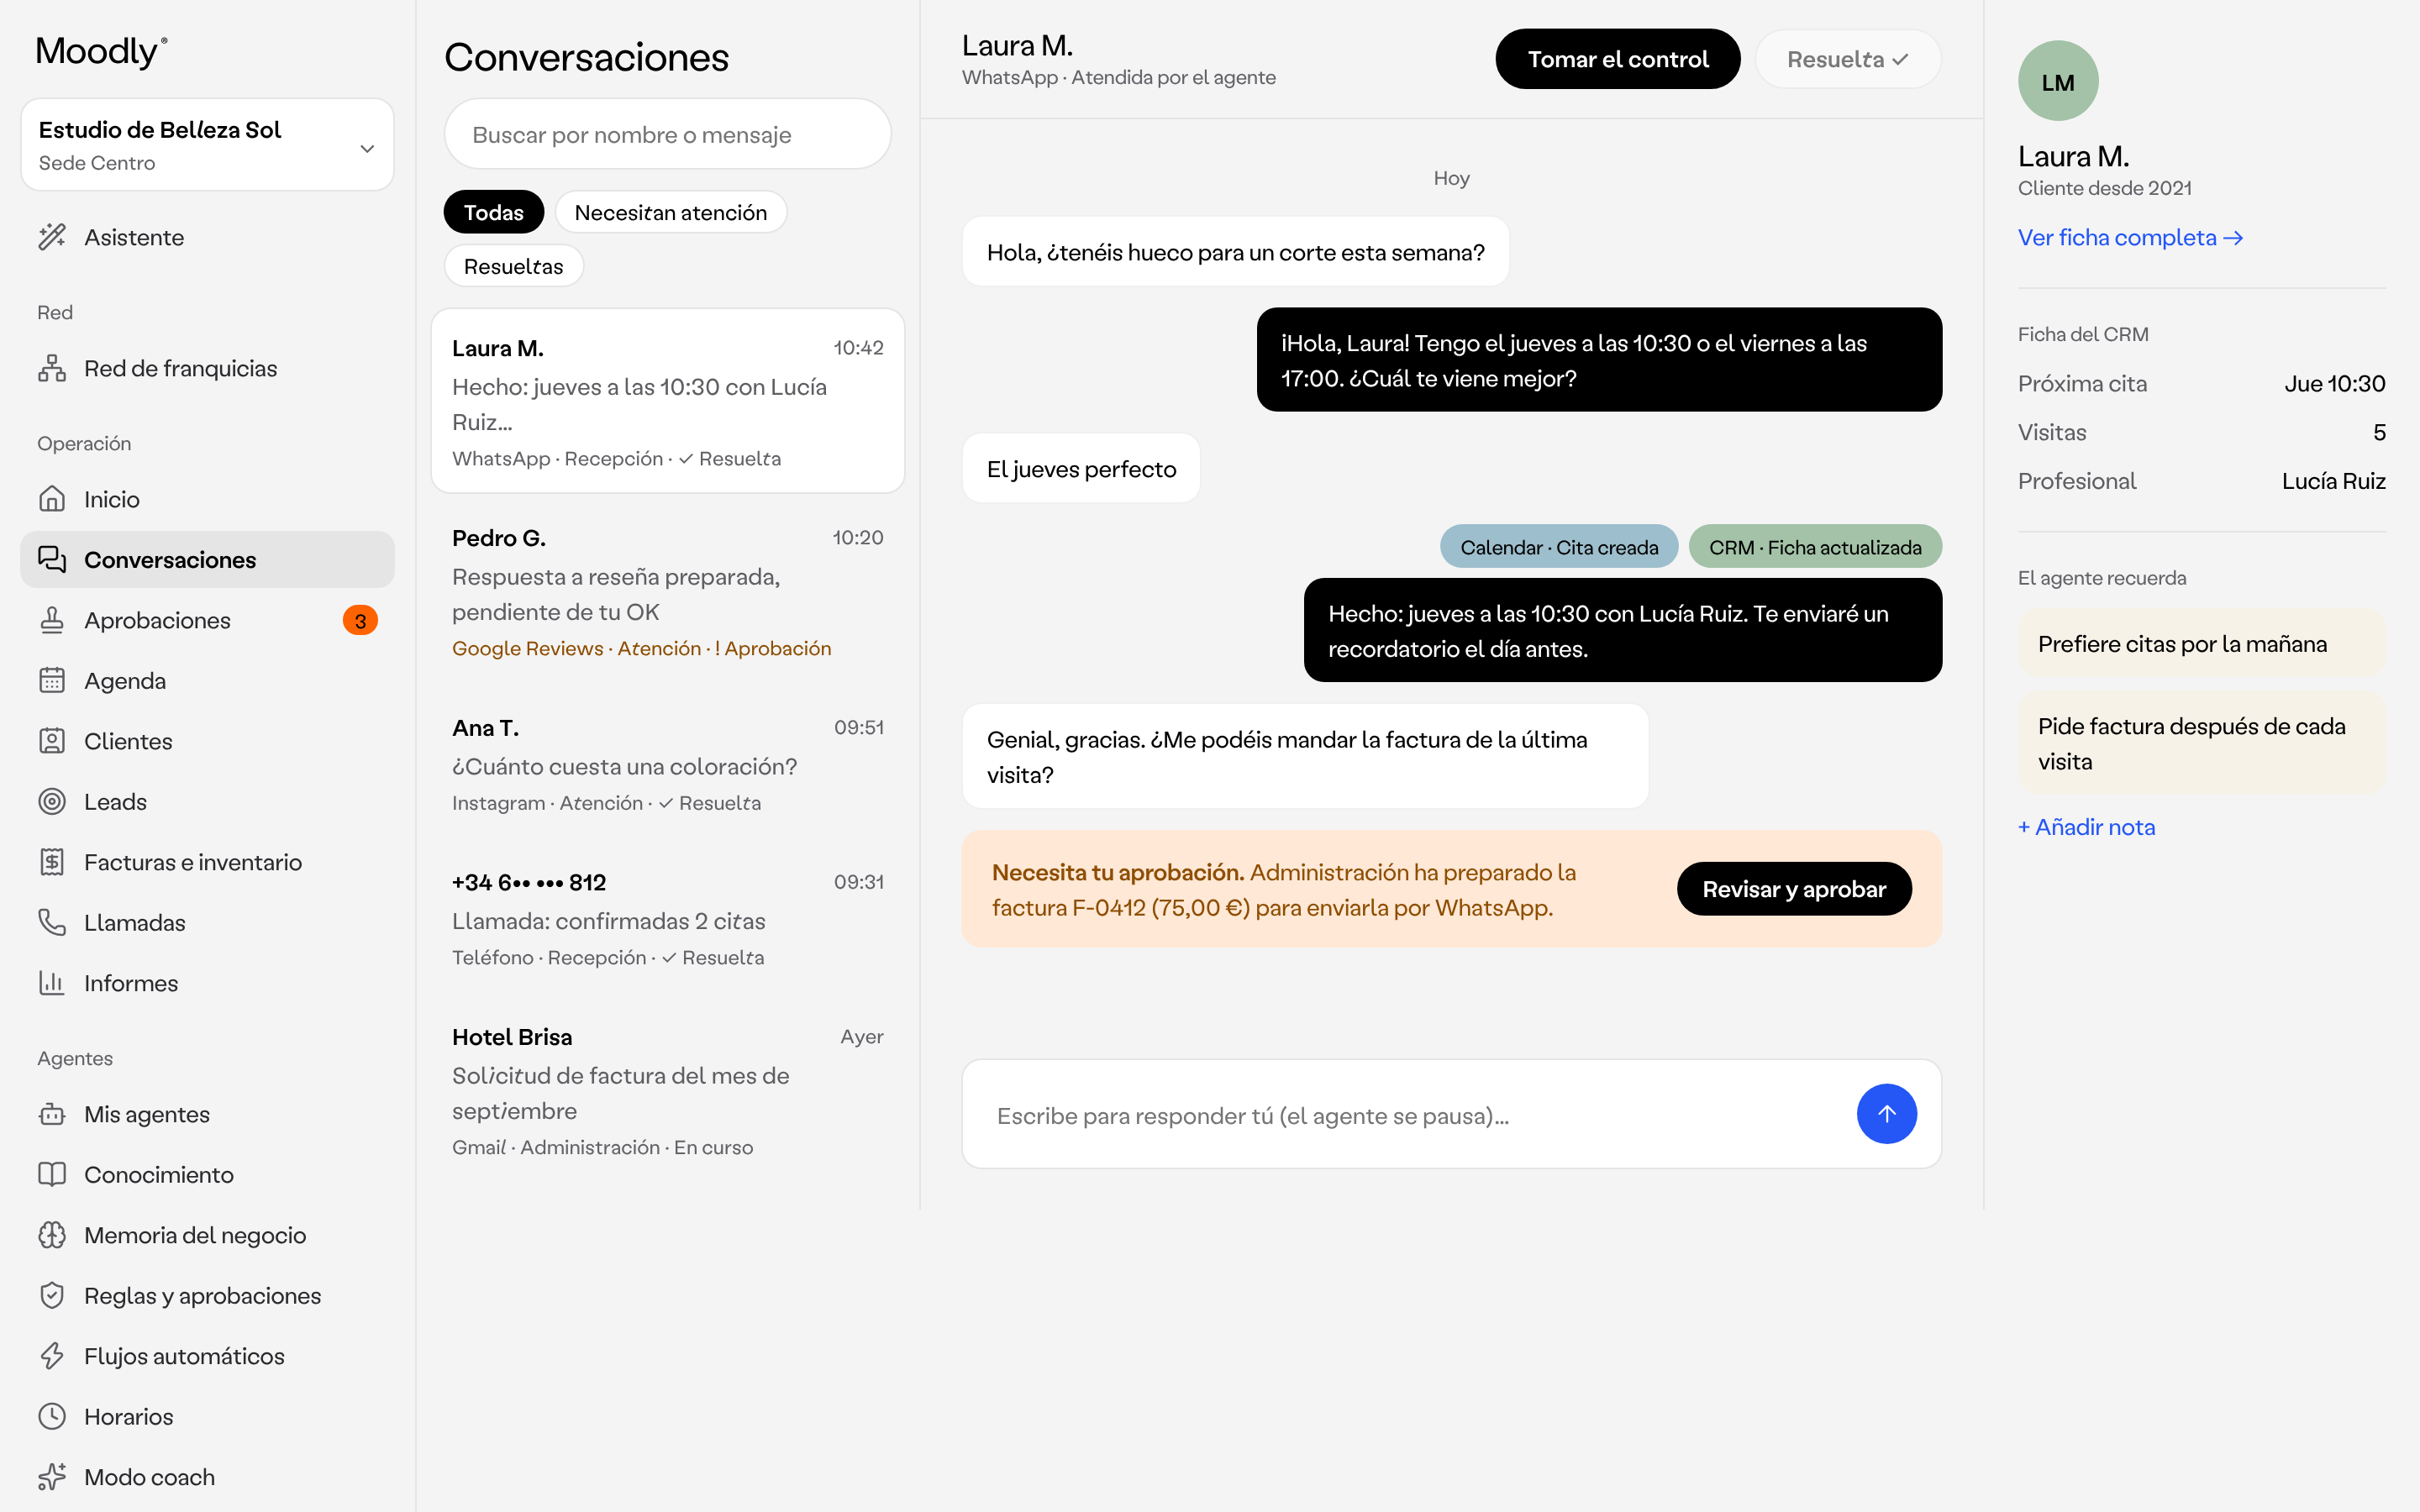 Moodly®
Estudio de Belleza Sol
Sede Centro
Asistente
Red
Red de franquicias
Operación
Inicio
Conversaciones
Aprobaciones 3
Agenda
Clientes
Leads
Facturas e inventario
Llamadas
Informes
Agentes
Mis agentes
Conocimiento
Memoria del negocio
Reglas y aprobaciones
Flujos automáticos
Horarios
Modo coach
Conversaciones
Buscar por nombre o mensaje
Todas
Necesitan atención
Resueltas
Laura M. 10:42
Hecho: jueves a las 10:30 con Lucía
Ruiz...
WhatsApp · Recepción · ✓ Resuelta
Pedro G. 10:20
Respuesta a reseña preparada,
pendiente de tu OK
Google Reviews · Atención · ! Aprobación
Ana T. 09:51
¿Cuánto cuesta una coloración?
Instagram · Atención · ✓ Resuelta
+34 6•• ••• 812 09:31
Llamada: confirmadas 2 citas
Teléfono · Recepción · ✓ Resuelta
Hotel Brisa Ayer
Solicitud de factura del mes de
septiembre
Gmail · Administración · En curso
Laura M.
WhatsApp · Atendida por el agente
Tomar el control
Resuelta ✓
Hoy
Hola, ¿tenéis hueco para un corte esta semana?
¡Hola, Laura! Tengo el jueves a las 10:30 o el viernes a las
17:00. ¿Cuál te viene mejor?
El jueves perfecto
Calendar · Cita creada
CRM · Ficha actualizada
Hecho: jueves a las 10:30 con Lucía Ruiz. Te enviaré un
recordatorio el día antes.
Genial, gracias. ¿Me podéis mandar la factura de la última
visita?
Necesita tu aprobación. Administración ha preparado la
factura F-0412 (75,00 €) para enviarla por WhatsApp.
Revisar y aprobar
Escribe para responder tú (el agente se pausa)...
LM
Laura M.
Cliente desde 2021
Ver ficha completa →
Ficha del CRM
Próxima cita Jue 10:30
Visitas 5
Profesional Lucía Ruiz
El agente recuerda
Prefiere citas por la mañana
Pide factura después de cada
visita
+ Añadir nota